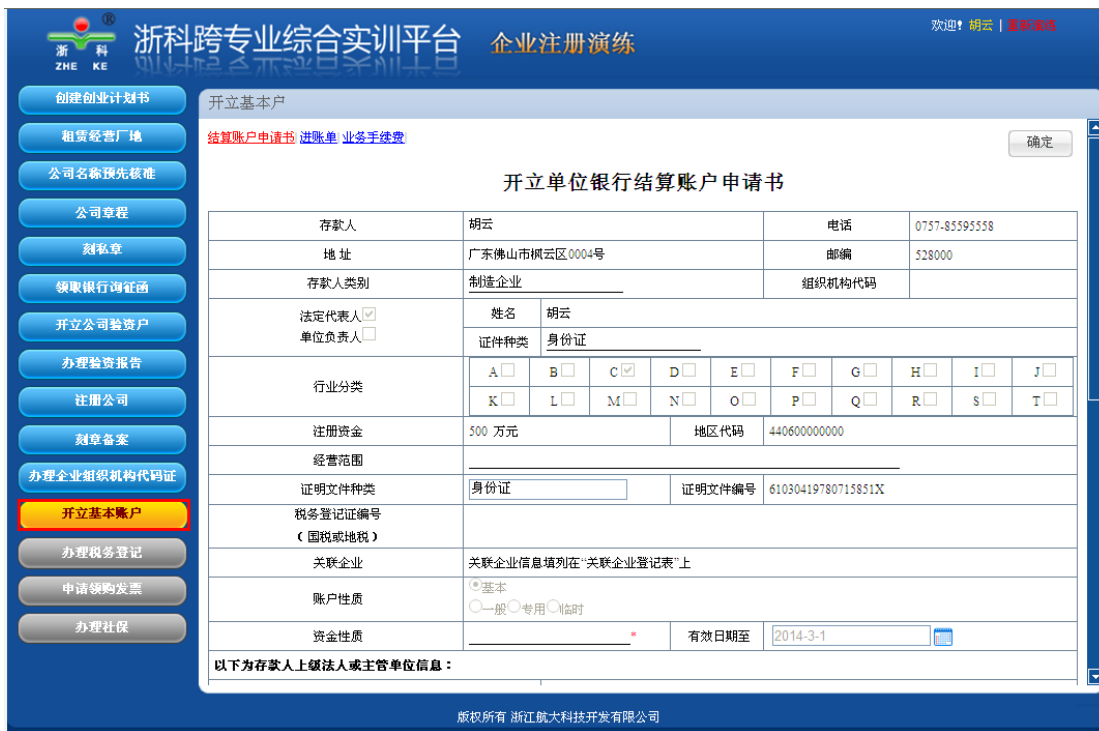 浙科
ZHE KE
®
浙科跨专业综合实训平台 企业注册演练
欢迎! 胡云 | 重新演练
创建创业计划书
租赁经营厂地
公司名称预先核准
公司章程
刻私章
领取银行询证函
开立公司验资户
办理验资报告
注册公司
刻章备案
办理企业组织机构代码证
开立基本账户
办理税务登记
申请领购发票
办理社保
开立基本户
结算账户申请书| 进账单| 业务手续费|
确定
开立单位银行结算账户申请书
存款人 胡云 电话 0757-85595558
地 址 广东佛山市枫云区0004号 邮编 528000
存款人类别 制造企业 组织机构代码
法定代表人 姓名 胡云
单位负责人 证件种类 身份证
行业分类 A B C D E F G H I J
K L M N O P Q R S T
注册资金 500 万元 地区代码 440600000000
经营范围
证明文件种类 身份证 证明文件编号 61030419780715851X
税务登记证编号
(国税或地税)
关联企业 关联企业信息填列在“关联企业登记表”上
账户性质 基本
一般 专用 临时
资金性质 * 有效日期至 2014-3-1
以下为存款人上级法人或主管单位信息：
版权所有 浙江航大科技开发有限公司